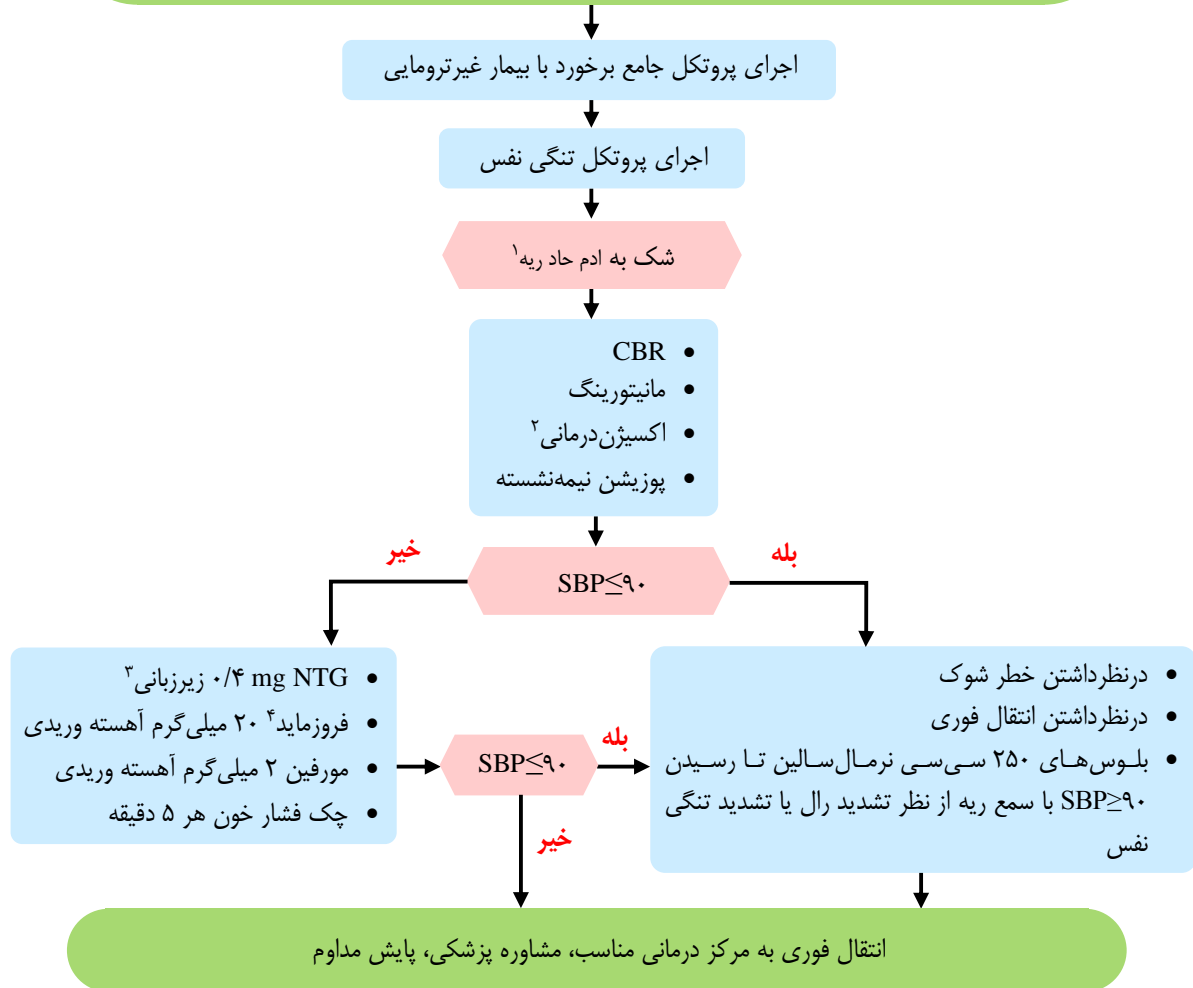 اجرای پروتکل جامع برخورد با بیمار غیرترومایی
اجرای پروتکل تنگی نفس
شک به ادم حاد ریه۱
• CBR
• مانیتورینگ
• اکسیژن‌درمانی۲
• پوزیشن نیمه‌نشسته
SBP≤۹۰
بله
خیر
• درنظرداشتن خطر شوک
• درنظرداشتن انتقال فوری
• بلـوس‌هـای ۲۵۰ سـی‌سـی نرمـال‌سـالین تـا رسـیدن
SBP≥۹۰ با سمع ریه از نظر تشدید رال یا تشدید تنگی
نفس
• ۰/۴ mg NTG زیرزبانی۳
• فروزماید۴ ۲۰ میلی‌گرم آهسته وریدی
• مورفین ۲ میلی‌گرم آهسته وریدی
• چک فشار خون هر ۵ دقیقه
SBP≤۹۰
بله
خیر
انتقال فوری به مرکز درمانی مناسب، مشاوره پزشکی، پایش مداوم